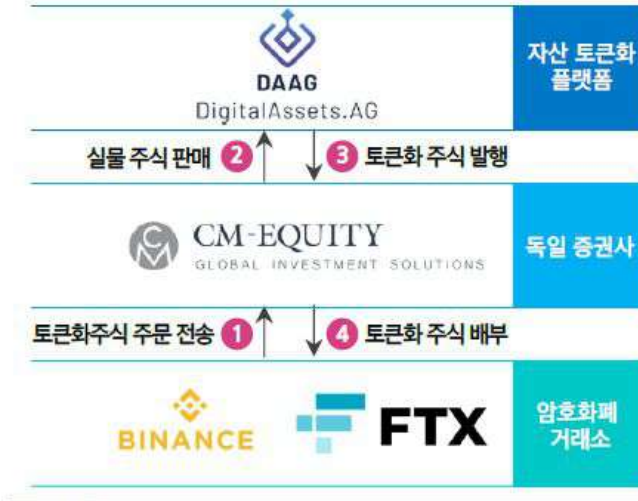 DAAG
DigitalAssets.AG
자산 토큰화
플랫폼
실물 주식 판매 2
3 토큰화 주식 발행
CM
CM-EQUITY
GLOBAL INVESTMENT SOLUTIONS
독일 증권사
토큰화주식 주문 전송 1
4 토큰화 주식 배부
BINANCE
FTX
암호화폐
거래소